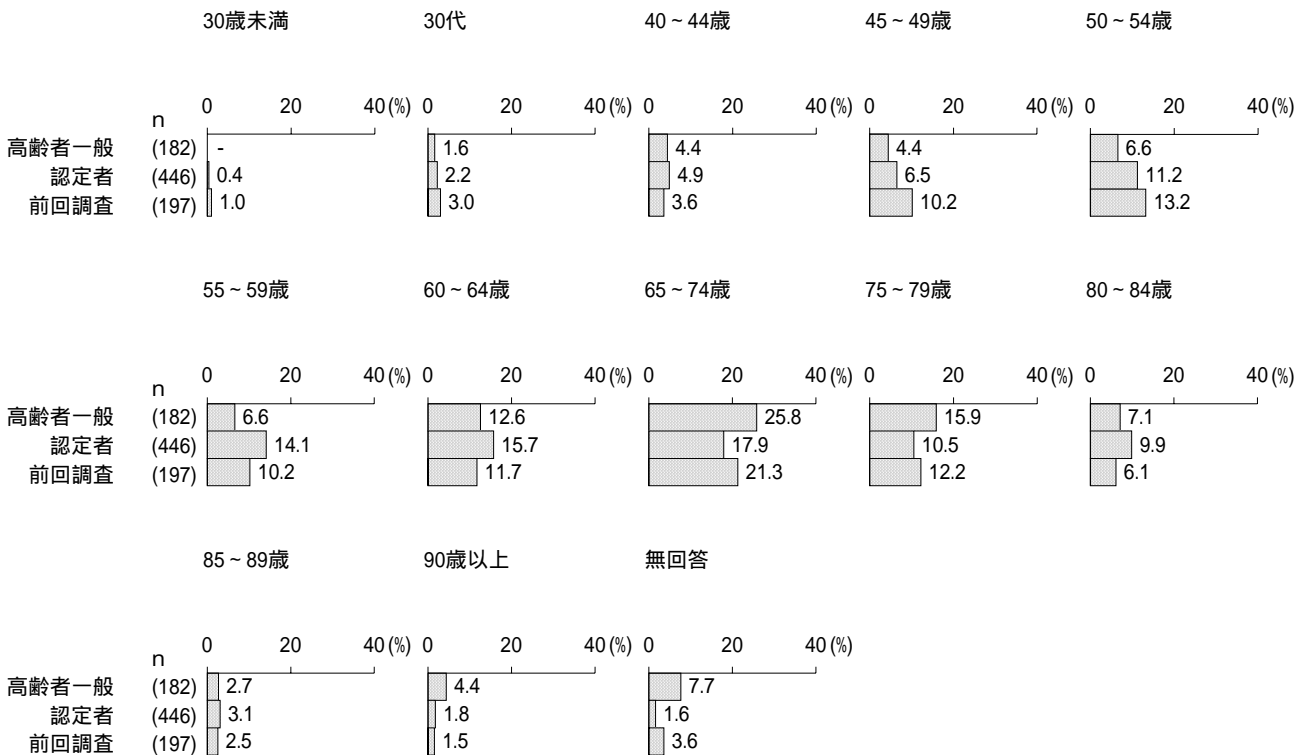 30歳未満 30代 40~44歳 45~49歳 50~54歳
n 0 20 40(%) 0 20 40(%) 0 20 40(%) 0 20 40(%) 0 20 40(%)
高齢者一般 (182) - 1.6 4.4 4.4 6.6
認定者 (446) 0.4 2.2 4.9 6.5 11.2
前回調査 (197) 1.0 3.0 3.6 10.2 13.2
55~59歳 60~64歳 65~74歳 75~79歳 80~84歳
n 0 20 40(%) 0 20 40(%) 0 20 40(%) 0 20 40(%) 0 20 40(%)
高齢者一般 (182) 6.6 12.6 25.8 15.9 7.1
認定者 (446) 14.1 15.7 17.9 10.5 9.9
前回調査 (197) 10.2 11.7 21.3 12.2 6.1
85~89歳 90歳以上 無回答
n 0 20 40(%) 0 20 40(%) 0 20 40(%)
高齢者一般 (182) 2.7 4.4 7.7
認定者 (446) 3.1 1.8 1.6
前回調査 (197) 2.5 1.5 3.6